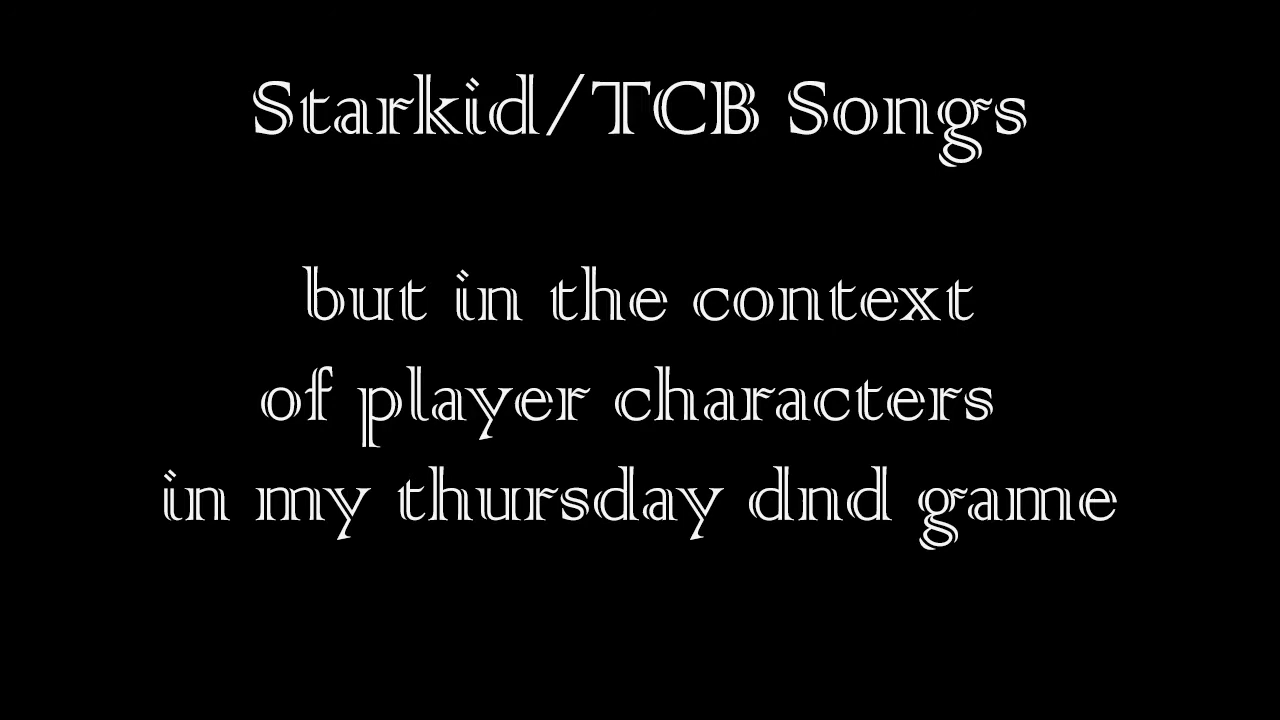 Starkid/TCB Songs
but in the context
of player characters
in my thursday dnd game